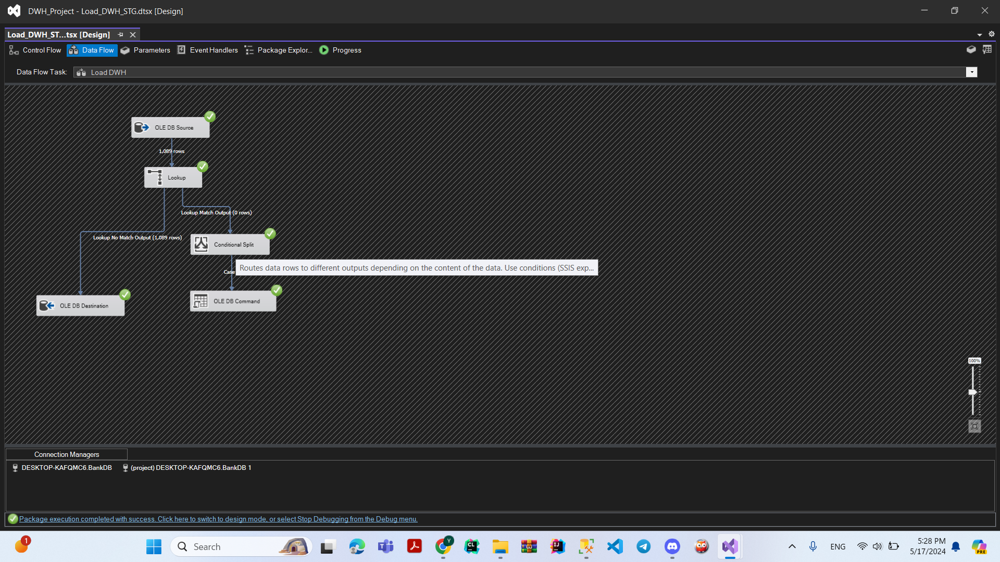 DWH_Project - Load_DWH_STG.dtsx [Design]
Load_DWH_ST...tsx [Design]
Control Flow
Data Flow
Parameters
Event Handlers
Package Explor...
Progress
Data Flow Task:
Load DWH
OLE DB Source
1,089 rows
Lookup
Lookup Match Output (0 rows)
Lookup No Match Output (1,089 rows)
Conditional Split
Case
Routes data rows to different outputs depending on the content of the data. Use conditions (SSIS exp...
OLE DB Command
OLE DB Destination
100%
Connection Managers
DESKTOP-KAFQMC6.BankDB
(project) DESKTOP-KAFQMC6.BankDB 1
Package execution completed with success. Click here to switch to design mode, or select Stop Debugging from the Debug menu.
1
Search
Y
CL
IJ
ENG
5:28 PM
5/17/2024
PRE